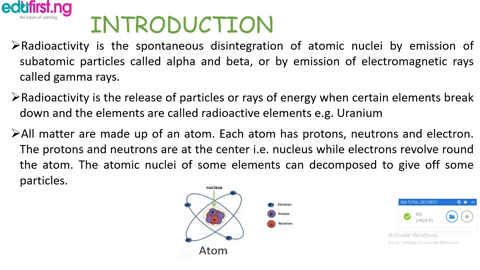 edufirst.ng
...the future of Learning
INTRODUCTION
➢Radioactivity is the spontaneous disintegration of atomic nuclei by emission of
subatomic particles called alpha and beta, or by emission of electromagnetic rays
called gamma rays.
➢Radioactivity is the release of particles or rays of energy when certain elements break
down and the elements are called radioactive elements e.g. Uranium
➢All matter are made up of an atom. Each atom has protons, neutrons and electron.
The protons and neutrons are at the center i.e. nucleus while electrons revolve round
the atom. The atomic nuclei of some elements can decomposed to give off some
particles.
nucleus
Electron
Proton
Neutron
Atom
360 TOTAL SECURITY
Activate Windows
Go to Settings to activate Windows.